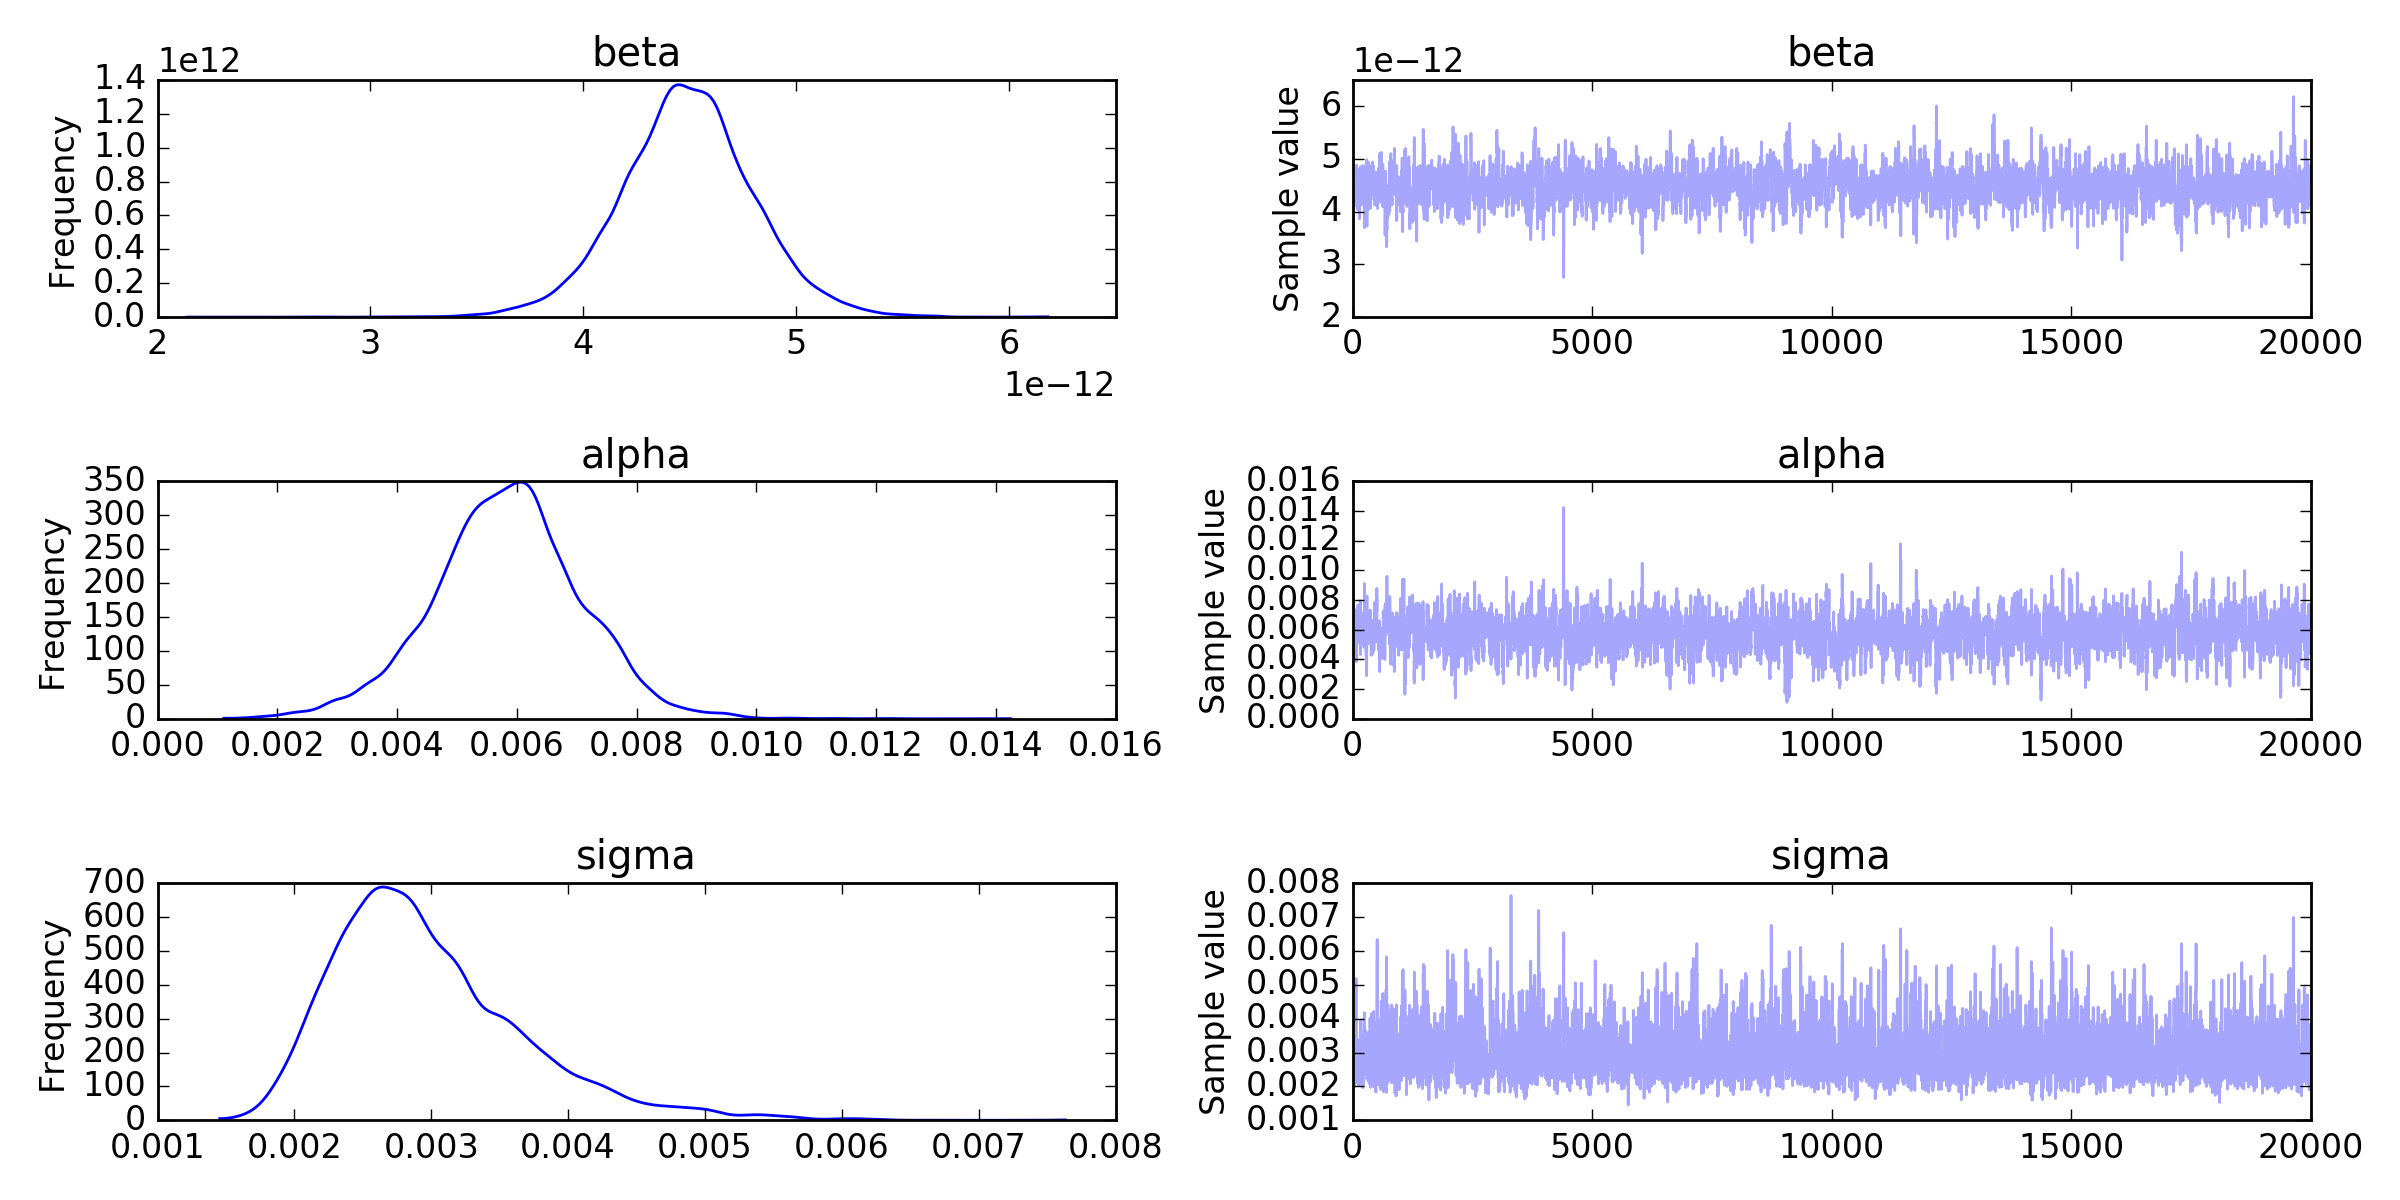 beta
1e12
Frequency
1.4
1.2
1.0
0.8
0.6
0.4
0.2
0.0
2 3 4 5 6
1e−12
beta
1e−12
Sample value
6
5
4
3
2
0 5000 10000 15000 20000
alpha
Frequency
350
300
250
200
150
100
50
0
0.000 0.002 0.004 0.006 0.008 0.010 0.012 0.014 0.016
alpha
Sample value
0.016
0.014
0.012
0.010
0.008
0.006
0.004
0.002
0.000
0 5000 10000 15000 20000
sigma
Frequency
700
600
500
400
300
200
100
0
0.001 0.002 0.003 0.004 0.005 0.006 0.007 0.008
sigma
Sample value
0.008
0.007
0.006
0.005
0.004
0.003
0.002
0.001
0 5000 10000 15000 20000